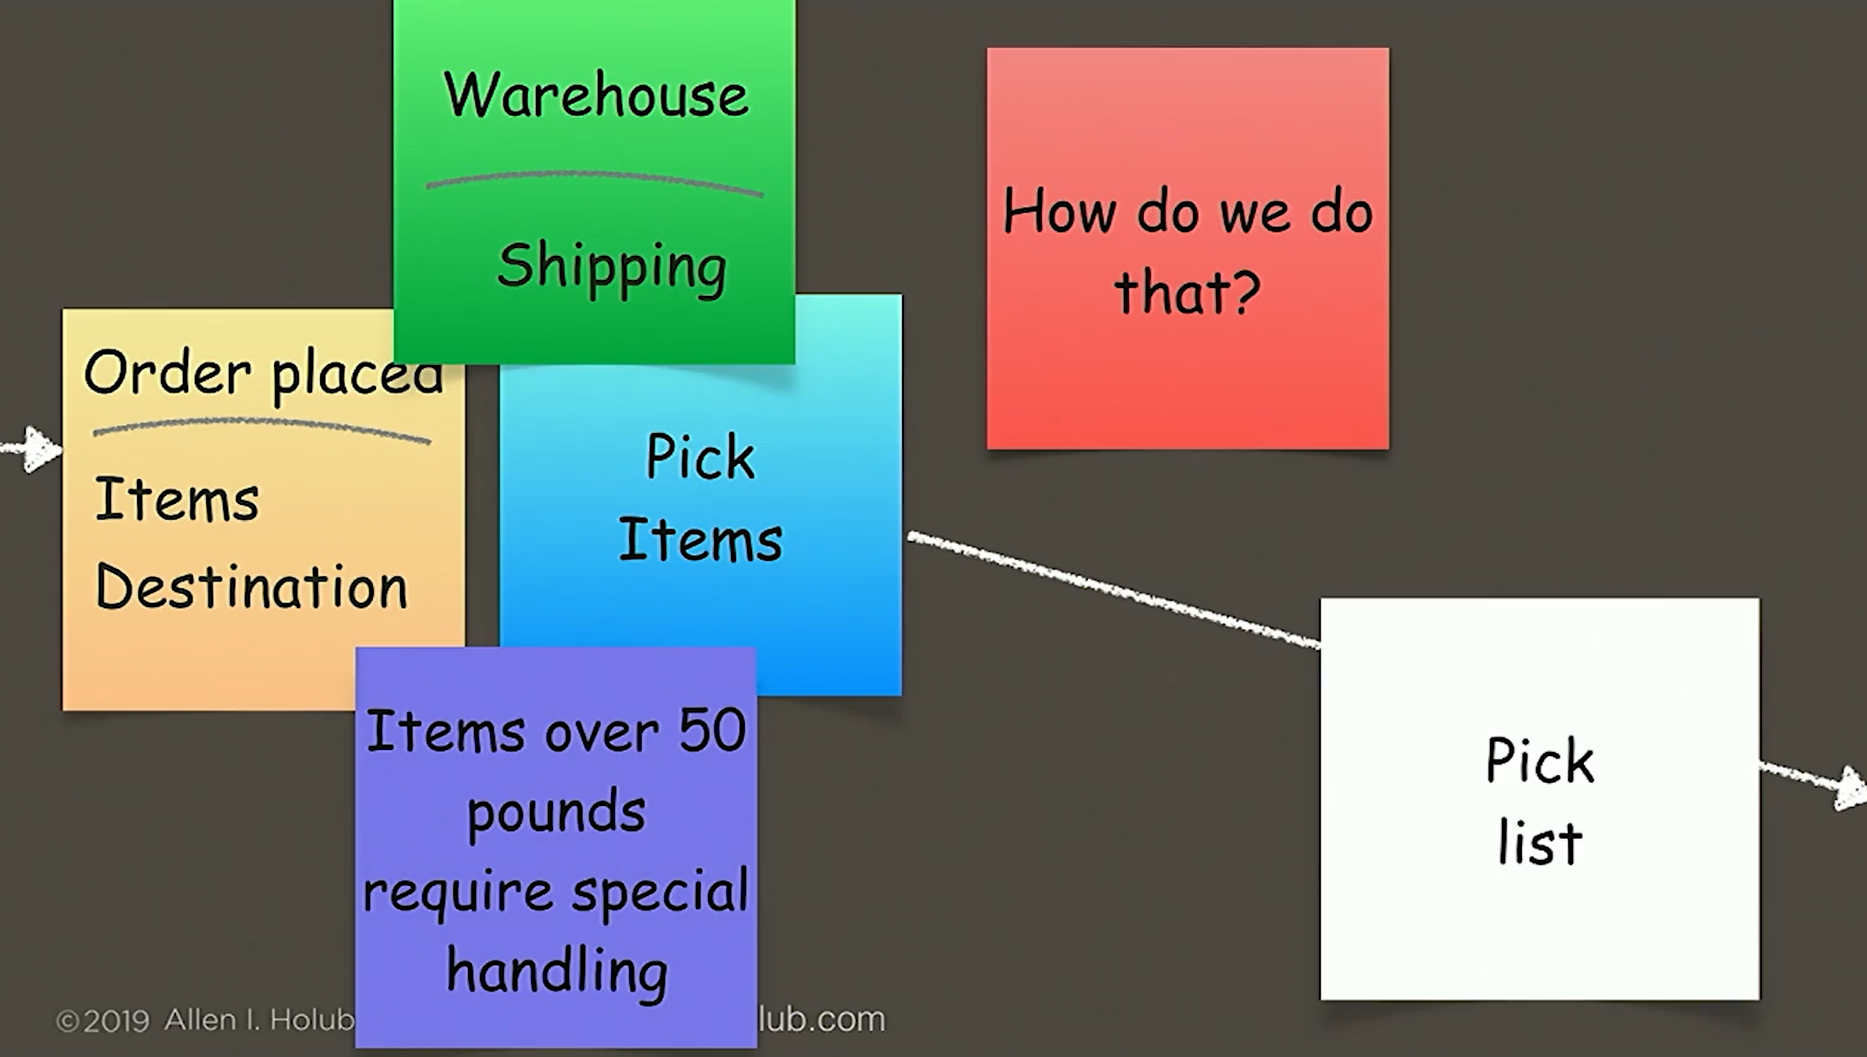 Warehouse
Shipping
How do we do
that?
Order placed
Items
Destination
Pick
Items
Items over 50
pounds
require special
handling
Pick
list
©2019 Allen I. Holub
lub.com